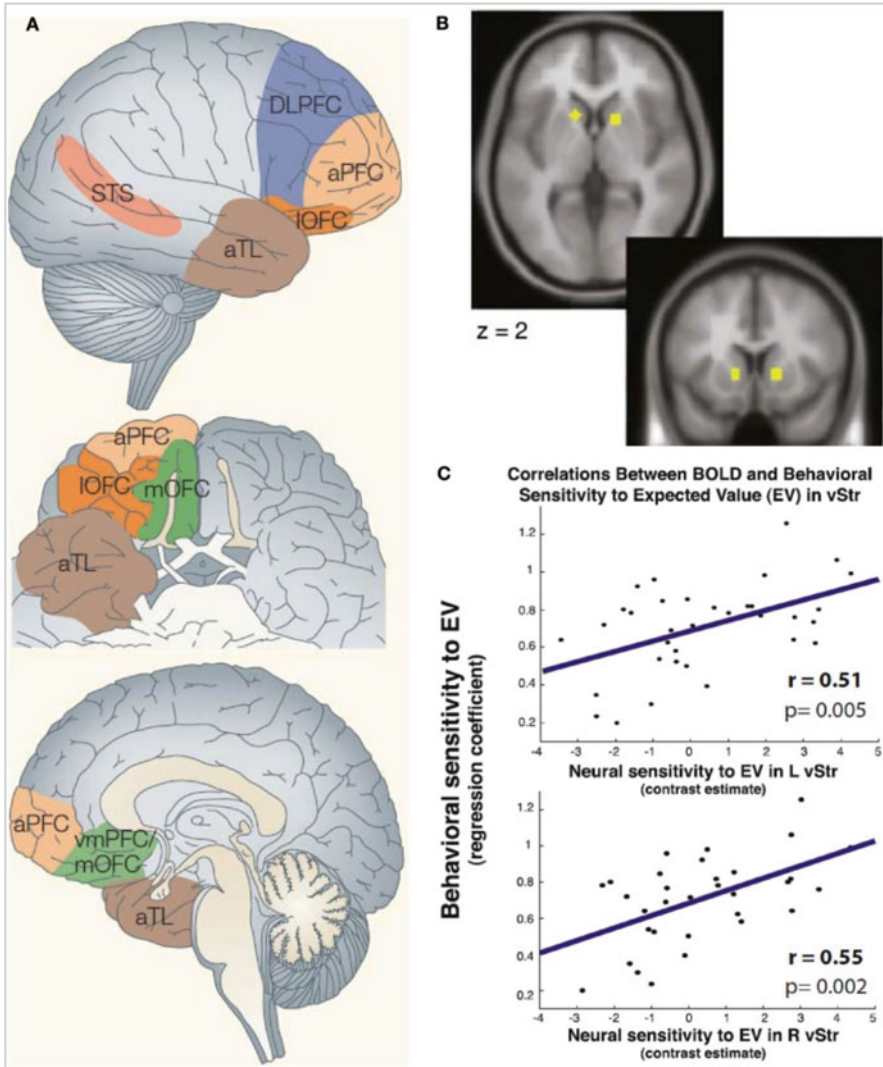 A
DLPFC
aPFC
STS
lOFC
aTL
aPFC
lOFC
mOFC
aTL
aPFC
vmPFC/
mOFC
aTL
B
z = 2
C
Correlations Between BOLD and Behavioral
Sensitivity to Expected Value (EV) in vStr
Behavioral sensitivity to EV
(regression coefficient)
1.2
1
0.8
0.6
0.4
0.2
r = 0.51
p= 0.005
-4 -3 -2 -1 0 1 2 3 4 5
Neural sensitivity to EV in L vStr
(contrast estimate)
1.2
1
0.8
0.6
0.4
0.2
r = 0.55
p= 0.002
-4 -3 -2 -1 0 1 2 3 4 5
Neural sensitivity to EV in R vStr
(contrast estimate)